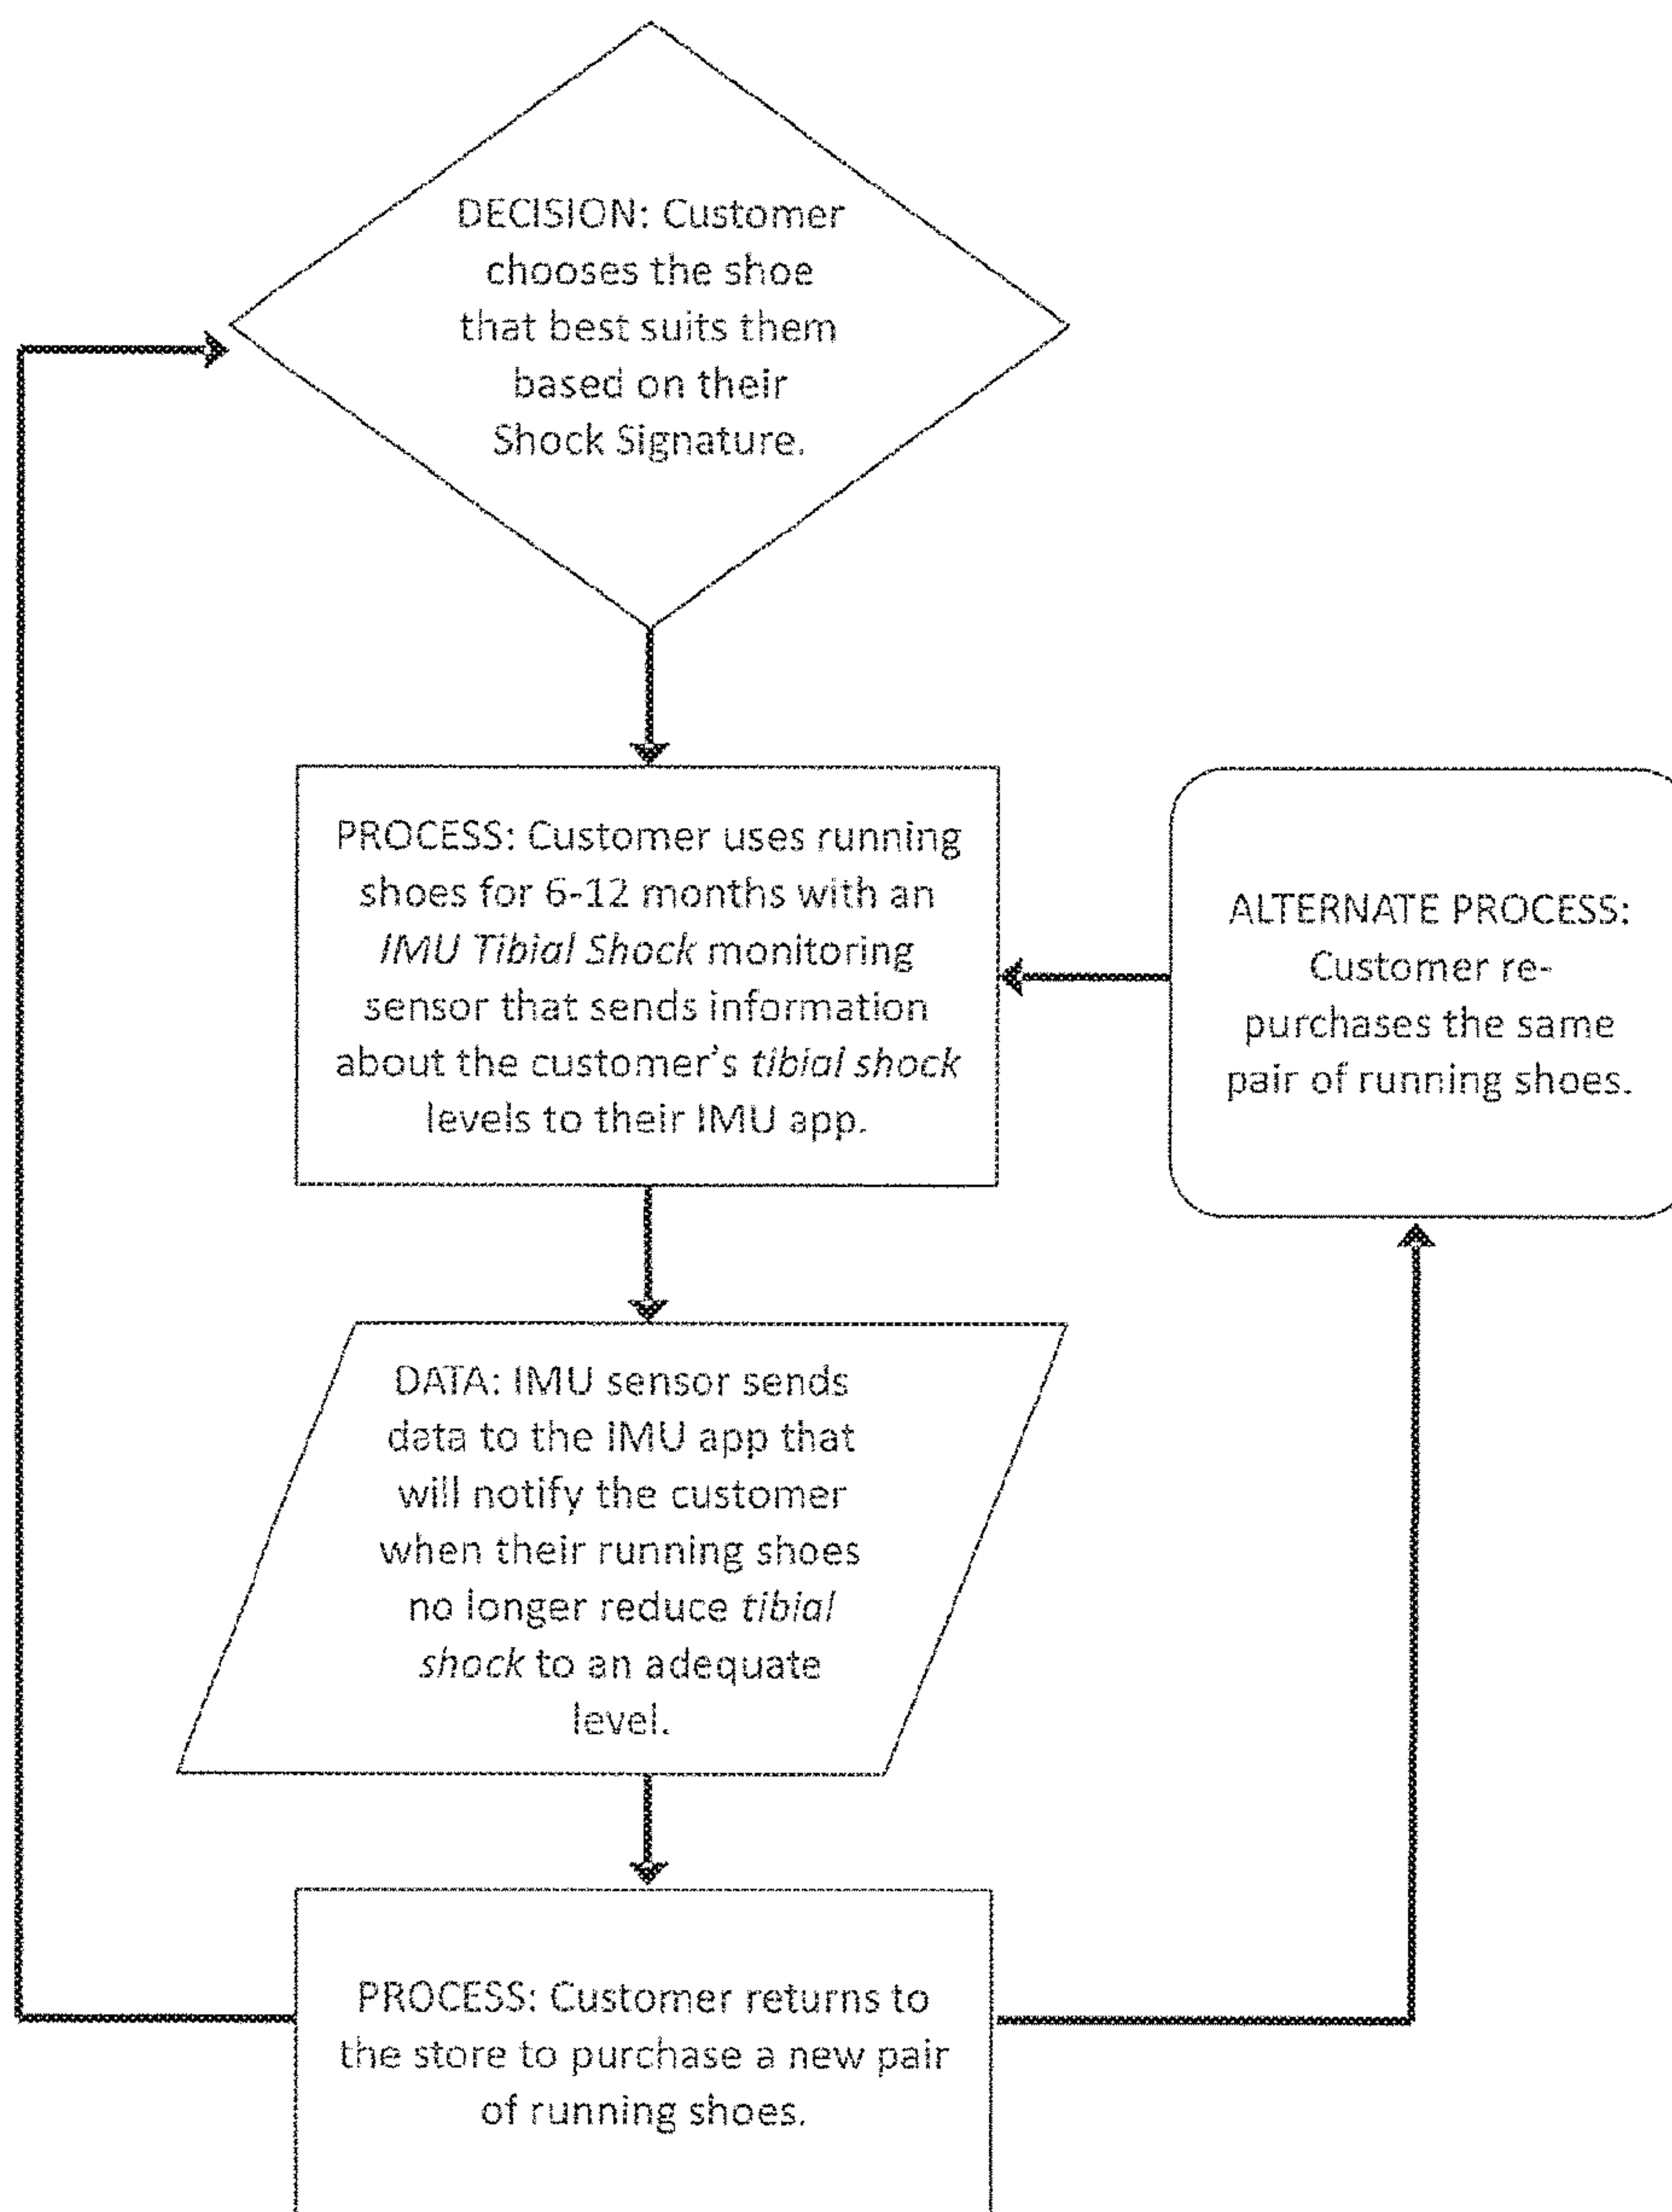 DECISION: Customer
chooses the shoe
that best suits them
based on their
Shock Signature.
PROCESS: Customer uses running
shoes for 6-12 months with an
IMU Tibial Shock monitoring
sensor that sends information
about the customer's tibial shock
levels to their IMU app.
ALTERNATE PROCESS:
Customer re-
purchases the same
pair of running shoes.
DATA: IMU sensor sends
data to the IMU app that
will notify the customer
when their running shoes
no longer reduce tibial
shock to an adequate
level.
PROCESS: Customer returns to
the store to purchase a new pair
of running shoes.